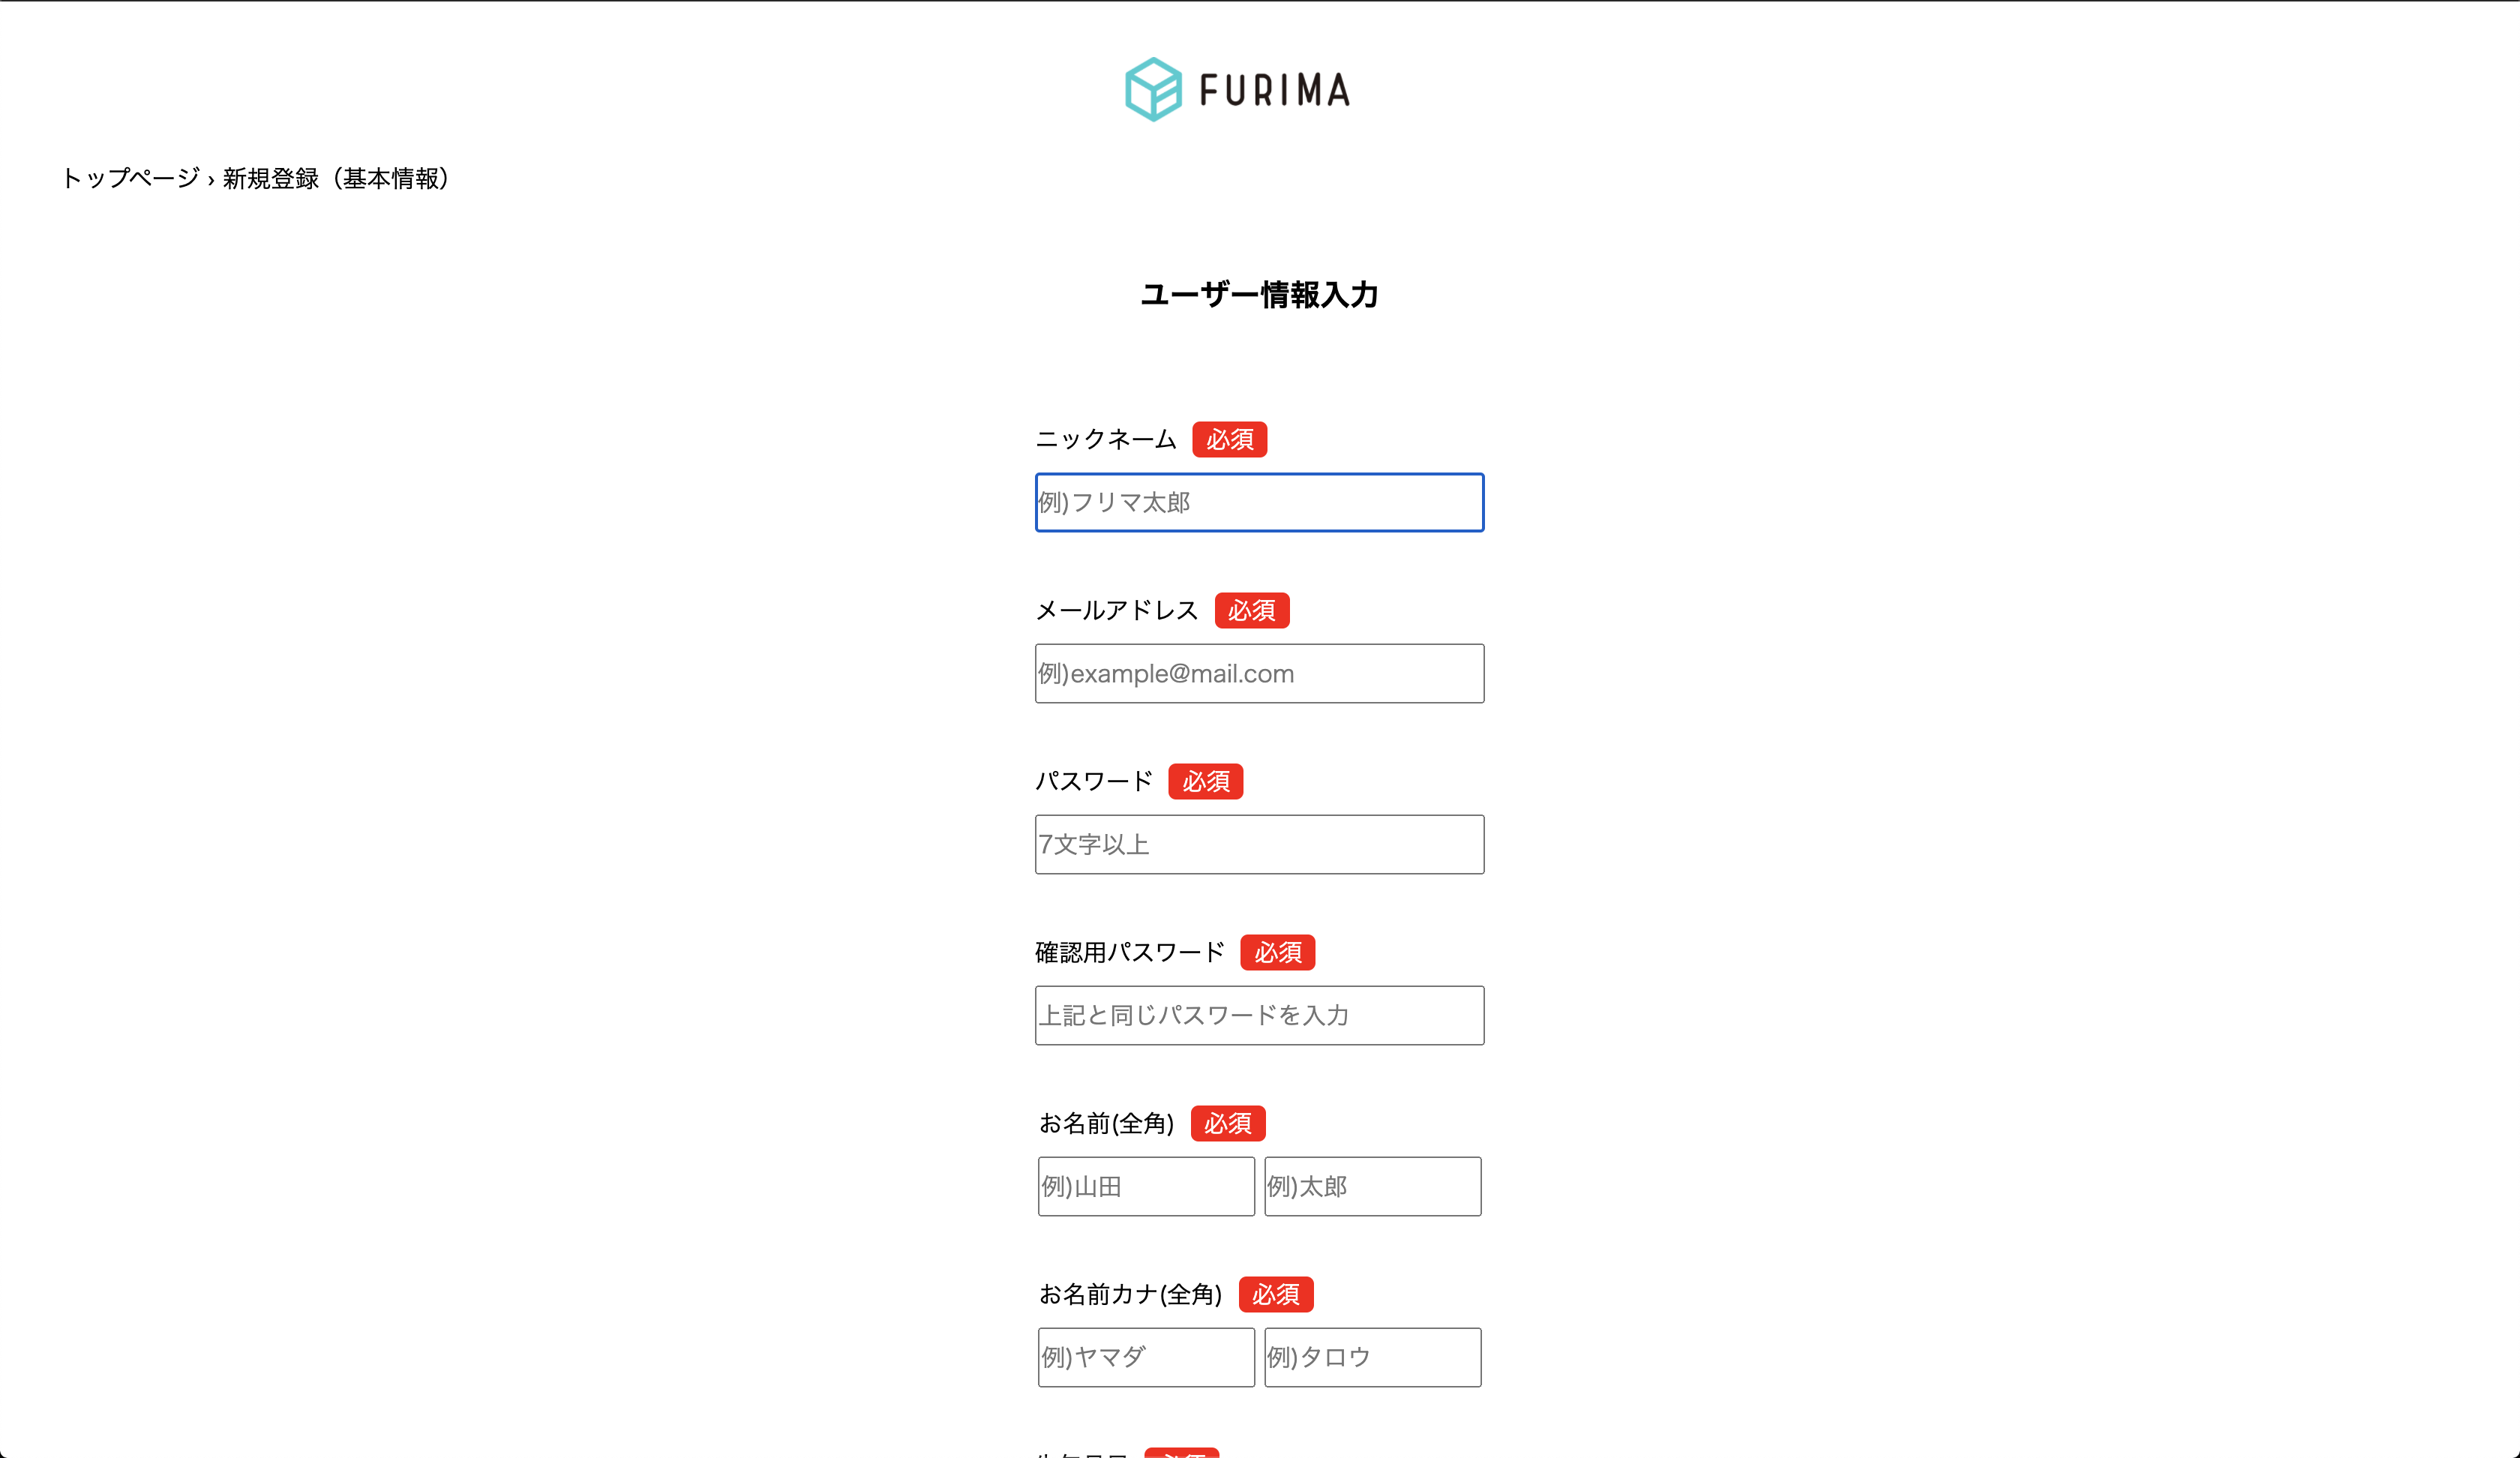 FURIMA
トップページ › 新規登録（基本情報）
ユーザー情報入力
ニックネーム 必須
例)フリマ太郎
メールアドレス 必須
例)example@mail.com
パスワード 必須
7文字以上
確認用パスワード 必須
上記と同じパスワードを入力
お名前(全角) 必須
例)山田 例)太郎
お名前カナ(全角) 必須
例)ヤマダ 例)タロウ